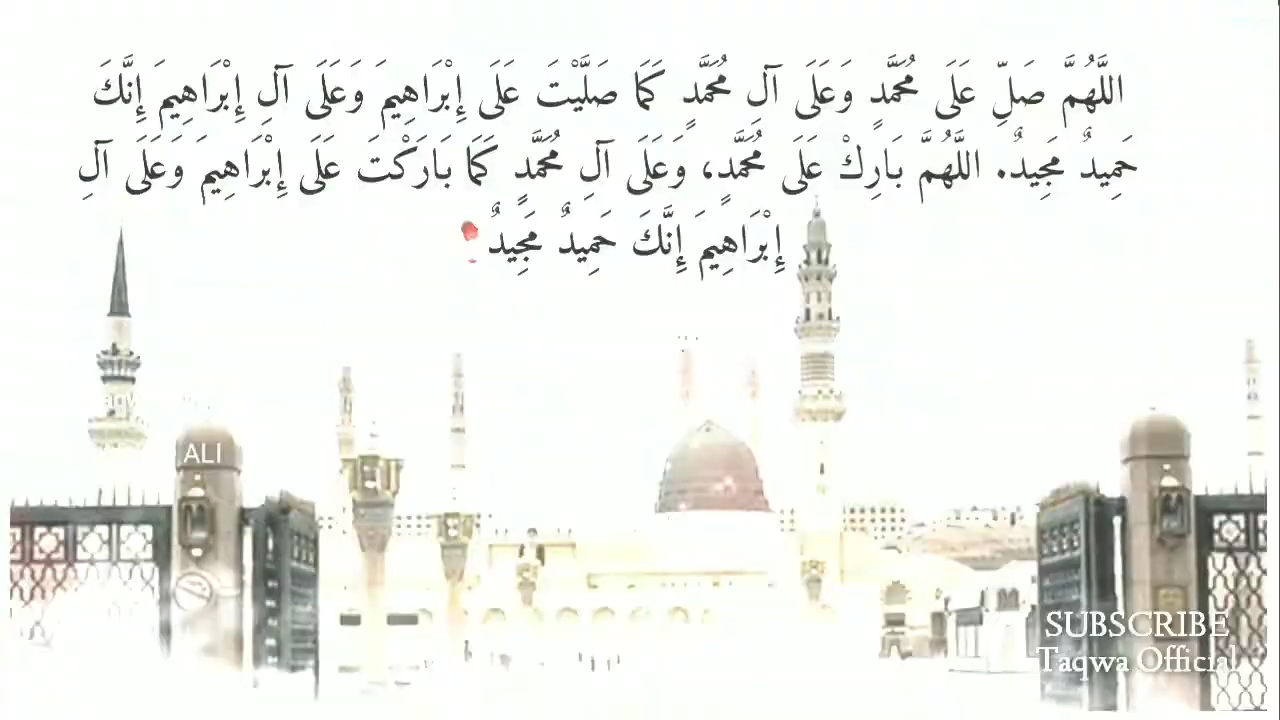 اللَّهُمَّ صَلِّ عَلَى مُحَمَّدٍ وَعَلَى آلِ مُحَمَّدٍ كَمَا صَلَّيْتَ عَلَى إِبْرَاهِيمَ وَعَلَى آلِ إِبْرَاهِيمَ إِنَّكَ
حَمِيدٌ مَجِيدٌ. اللَّهُمَّ بَارِكْ عَلَى مُحَمَّدٍ، وَعَلَى آلِ مُحَمَّدٍ كَمَا بَارَكْتَ عَلَى إِبْرَاهِيمَ وَعَلَى آلِ
إِبْرَاهِيمَ إِنَّكَ حَمِيدٌ مَجِيدٌ
ALI
SUBSCRIBE
Taqwa Official